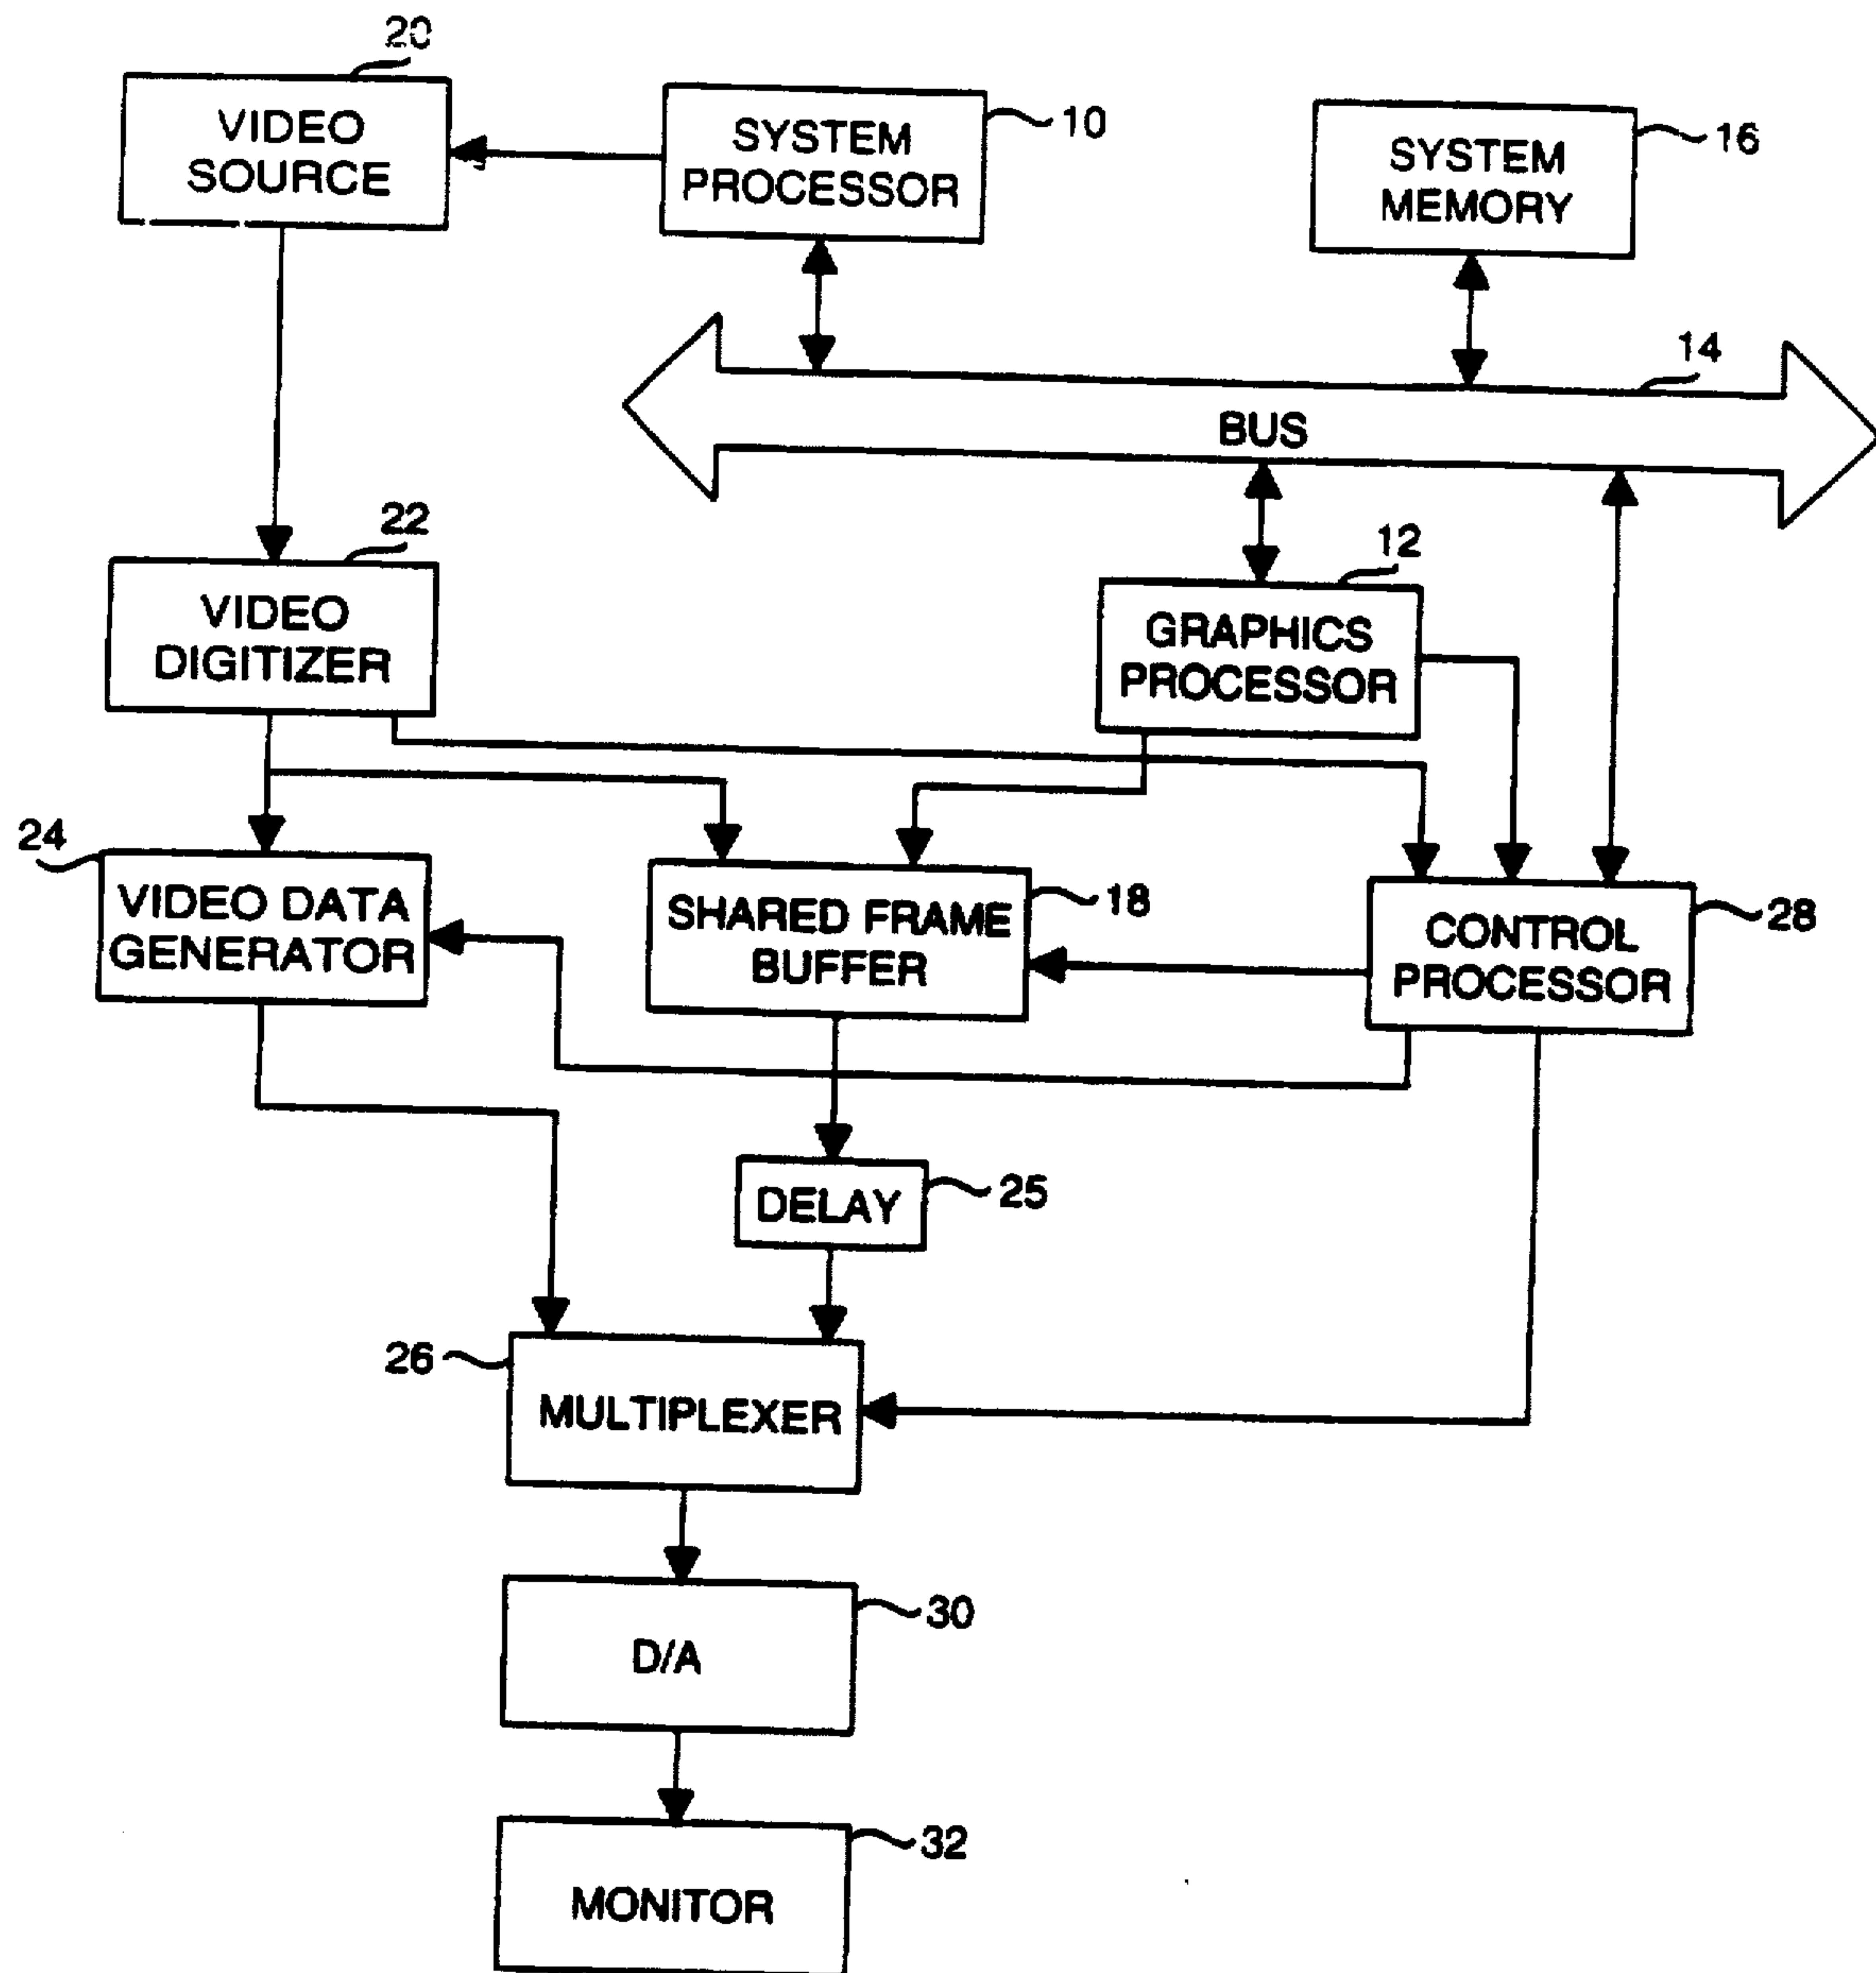 20
VIDEO
SOURCE
SYSTEM
PROCESSOR
10
SYSTEM
MEMORY
16
14
BUS
22
VIDEO
DIGITIZER
12
GRAPHICS
PROCESSOR
24
VIDEO DATA
GENERATOR
SHARED FRAME
BUFFER
18
CONTROL
PROCESSOR
28
DELAY
25
26
MULTIPLEXER
D/A
30
MONITOR
32